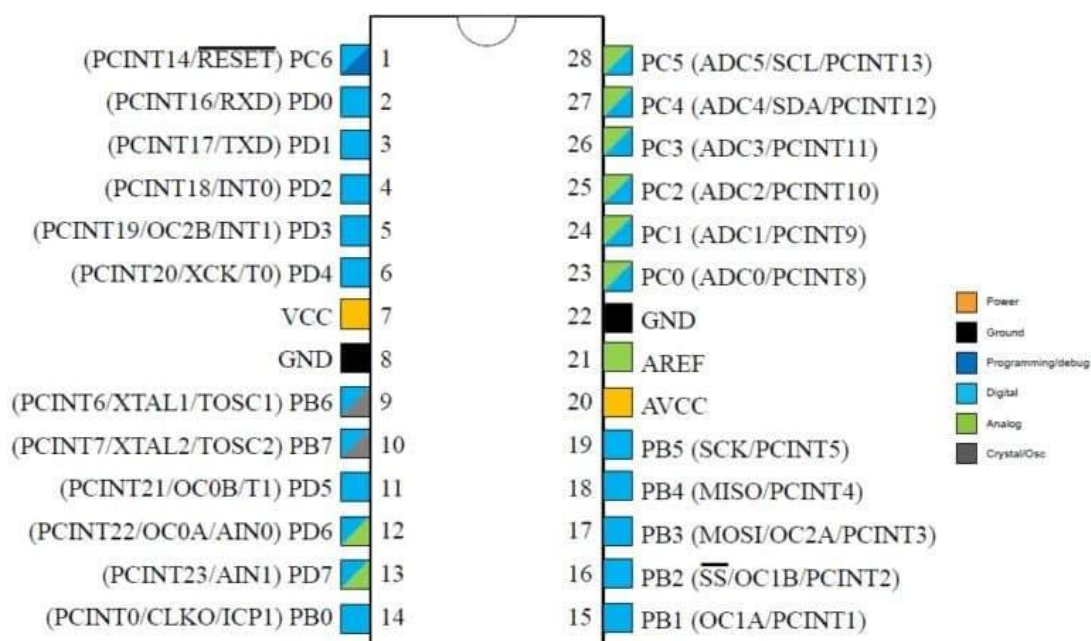 (PCINT14/RESET) PC6 1
(PCINT16/RXD) PD0 2
(PCINT17/TXD) PD1 3
(PCINT18/INT0) PD2 4
(PCINT19/OC2B/INT1) PD3 5
(PCINT20/XCK/T0) PD4 6
VCC 7
GND 8
(PCINT6/XTAL1/TOSC1) PB6 9
(PCINT7/XTAL2/TOSC2) PB7 10
(PCINT21/OC0B/T1) PD5 11
(PCINT22/OC0A/AIN0) PD6 12
(PCINT23/AIN1) PD7 13
(PCINT0/CLKO/ICP1) PB0 14
28 PC5 (ADC5/SCL/PCINT13)
27 PC4 (ADC4/SDA/PCINT12)
26 PC3 (ADC3/PCINT11)
25 PC2 (ADC2/PCINT10)
24 PC1 (ADC1/PCINT9)
23 PC0 (ADC0/PCINT8)
22 GND
21 AREF
20 AVCC
19 PB5 (SCK/PCINT5)
18 PB4 (MISO/PCINT4)
17 PB3 (MOSI/OC2A/PCINT3)
16 PB2 (SS/OC1B/PCINT2)
15 PB1 (OC1A/PCINT1)
Power
Ground
Programming/debug
Digital
Analog
Crystal/Osc